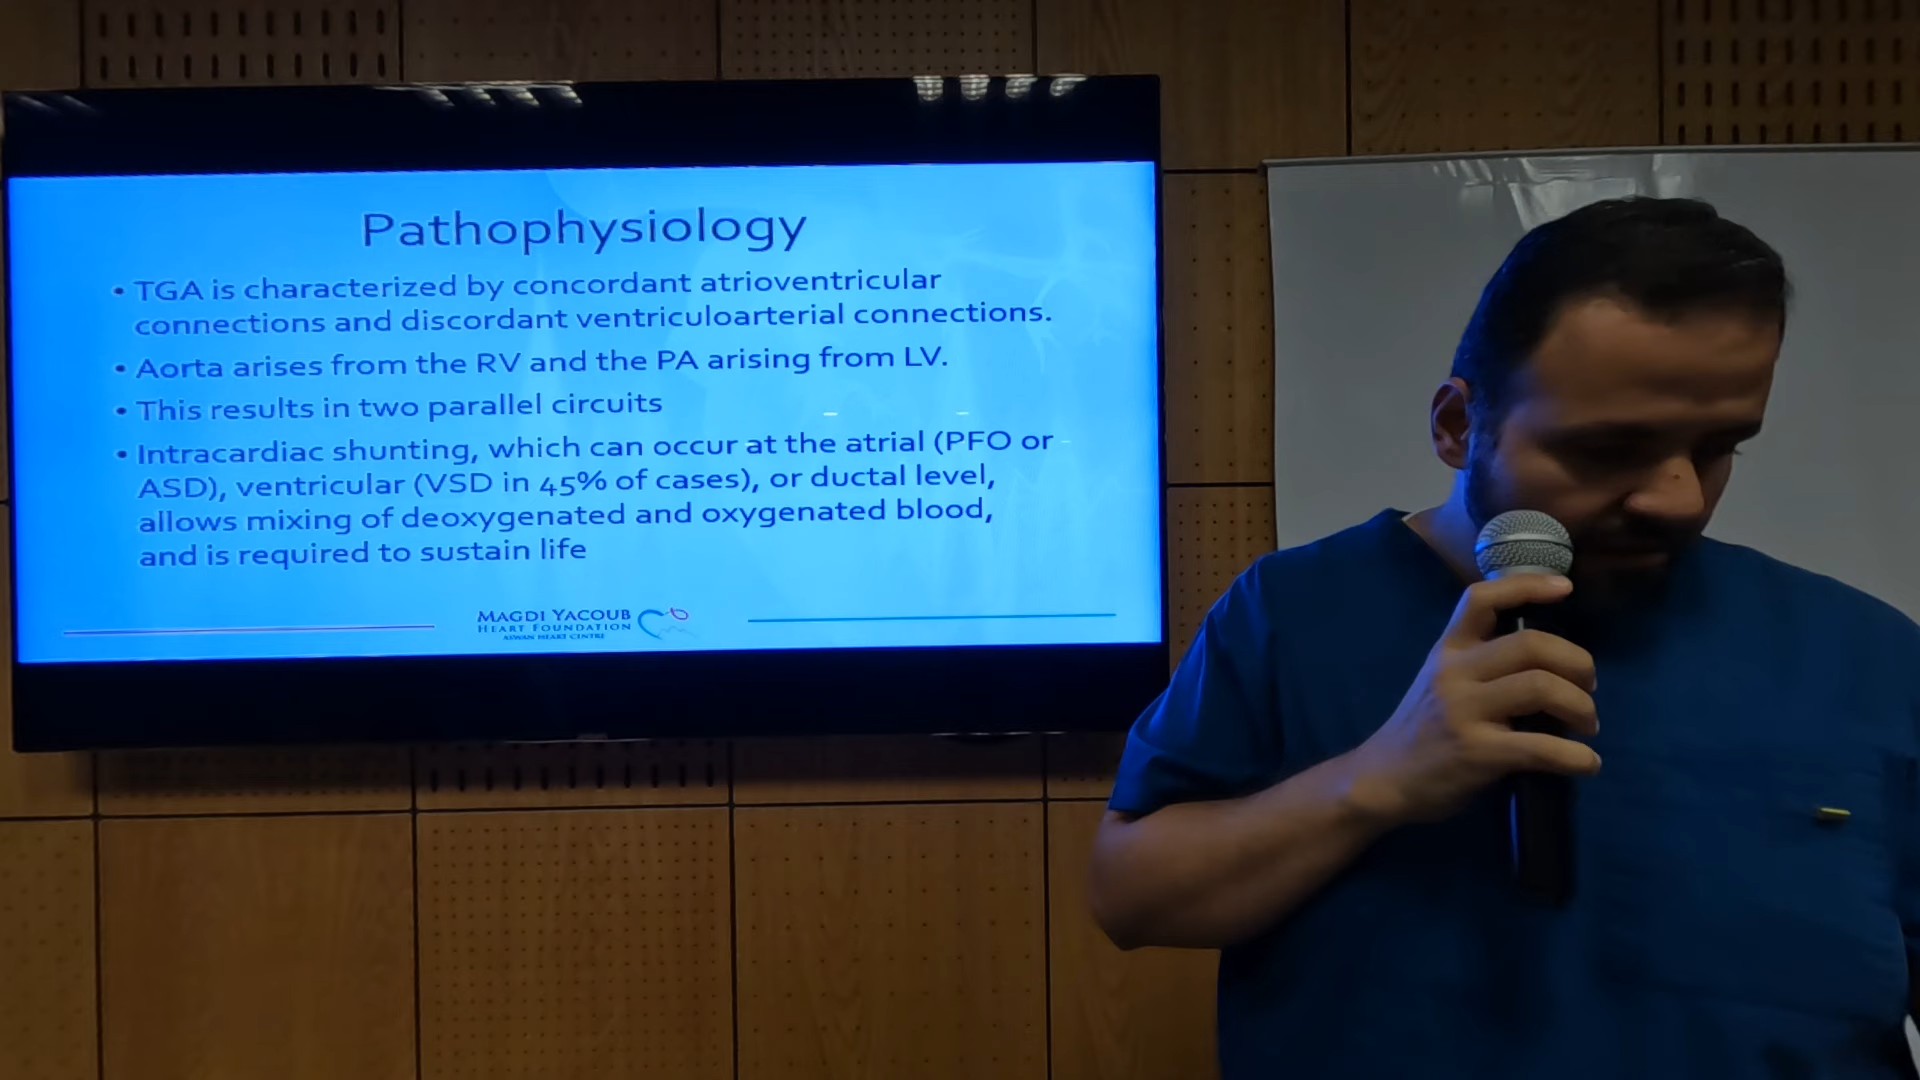 Pathophysiology
• TGA is characterized by concordant atrioventricular
connections and discordant ventriculoarterial connections.
• Aorta arises from the RV and the PA arising from LV.
• This results in two parallel circuits
• Intracardiac shunting, which can occur at the atrial (PFO or
ASD), ventricular (VSD in 45% of cases), or ductal level,
allows mixing of deoxygenated and oxygenated blood,
and is required to sustain life
MAGDI YACOUB
HEART FOUNDATION
ASWAN HEART CENTRE